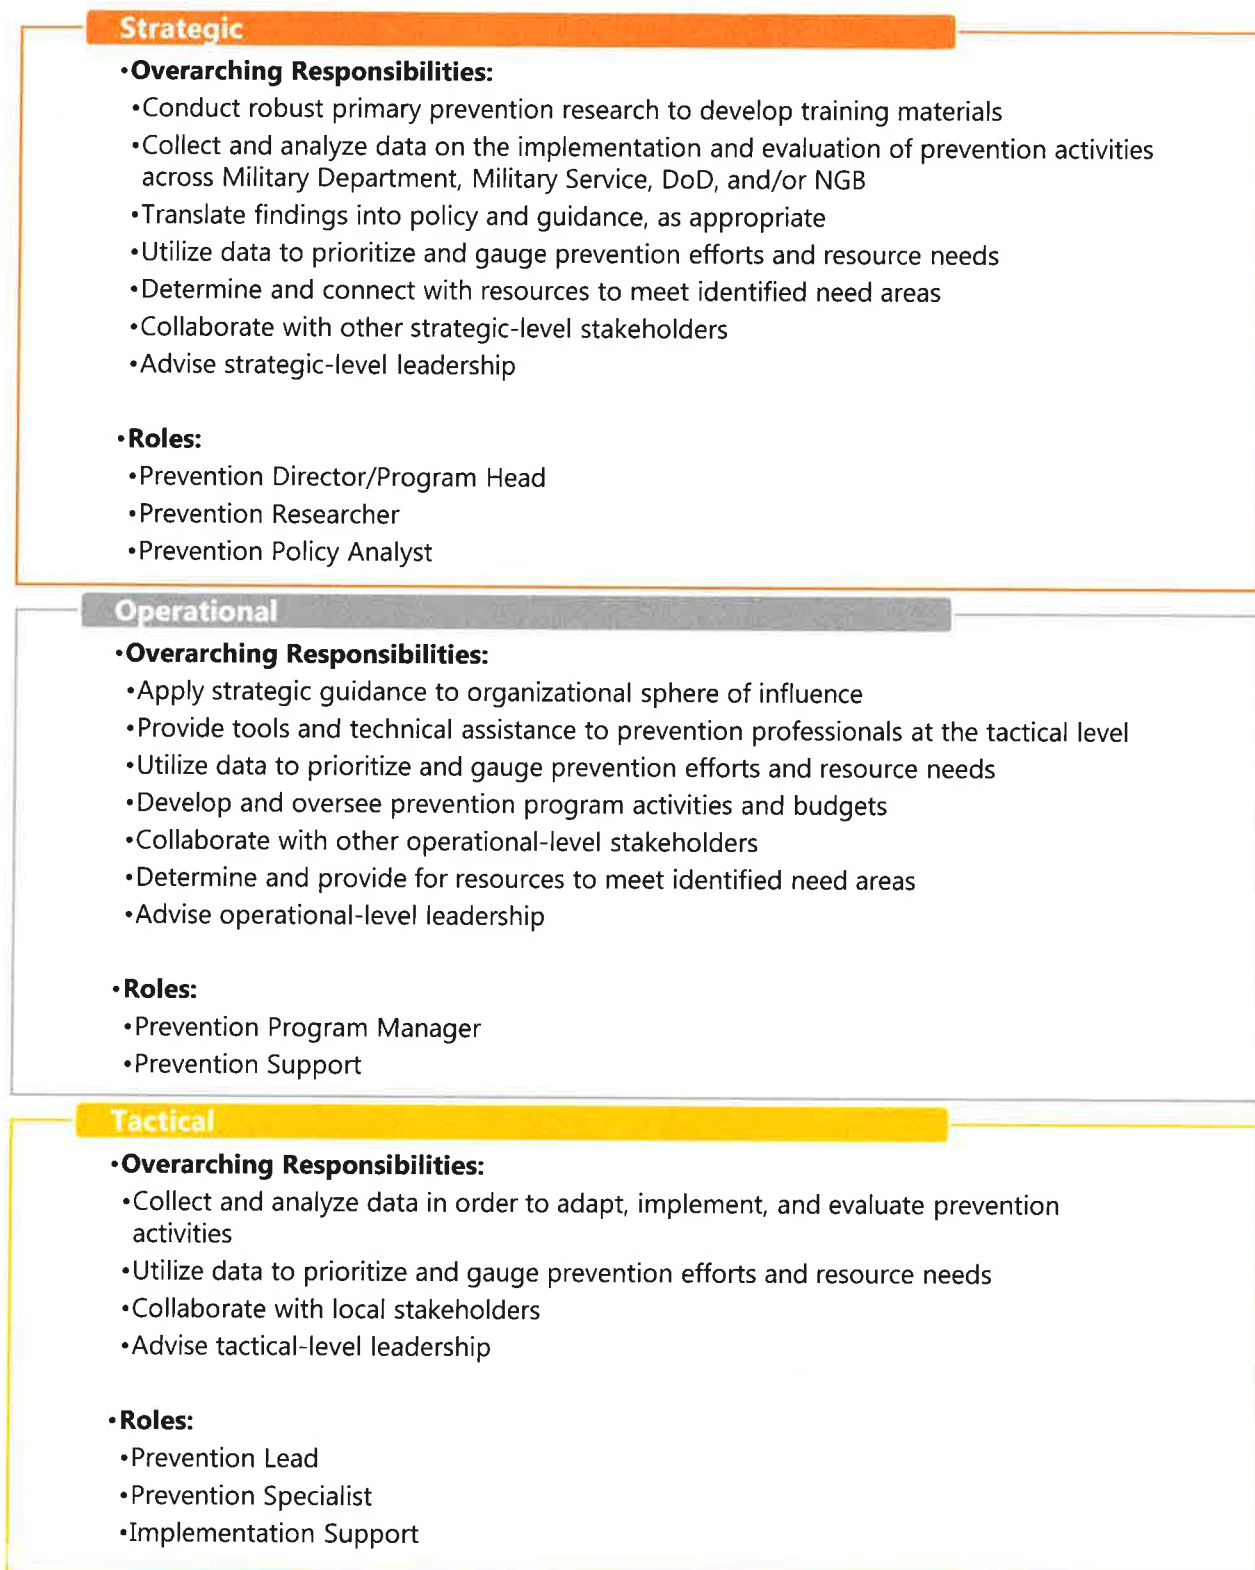 Strategic
•Overarching Responsibilities:
•Conduct robust primary prevention research to develop training materials
•Collect and analyze data on the implementation and evaluation of prevention activities
across Military Department, Military Service, DoD, and/or NGB
•Translate findings into policy and guidance, as appropriate
•Utilize data to prioritize and gauge prevention efforts and resource needs
•Determine and connect with resources to meet identified need areas
•Collaborate with other strategic-level stakeholders
•Advise strategic-level leadership
•Roles:
•Prevention Director/Program Head
•Prevention Researcher
•Prevention Policy Analyst
Operational
•Overarching Responsibilities:
•Apply strategic guidance to organizational sphere of influence
•Provide tools and technical assistance to prevention professionals at the tactical level
•Utilize data to prioritize and gauge prevention efforts and resource needs
•Develop and oversee prevention program activities and budgets
•Collaborate with other operational-level stakeholders
•Determine and provide for resources to meet identified need areas
•Advise operational-level leadership
•Roles:
•Prevention Program Manager
•Prevention Support
Tactical
•Overarching Responsibilities:
•Collect and analyze data in order to adapt, implement, and evaluate prevention
activities
•Utilize data to prioritize and gauge prevention efforts and resource needs
•Collaborate with local stakeholders
•Advise tactical-level leadership
•Roles:
•Prevention Lead
•Prevention Specialist
•Implementation Support